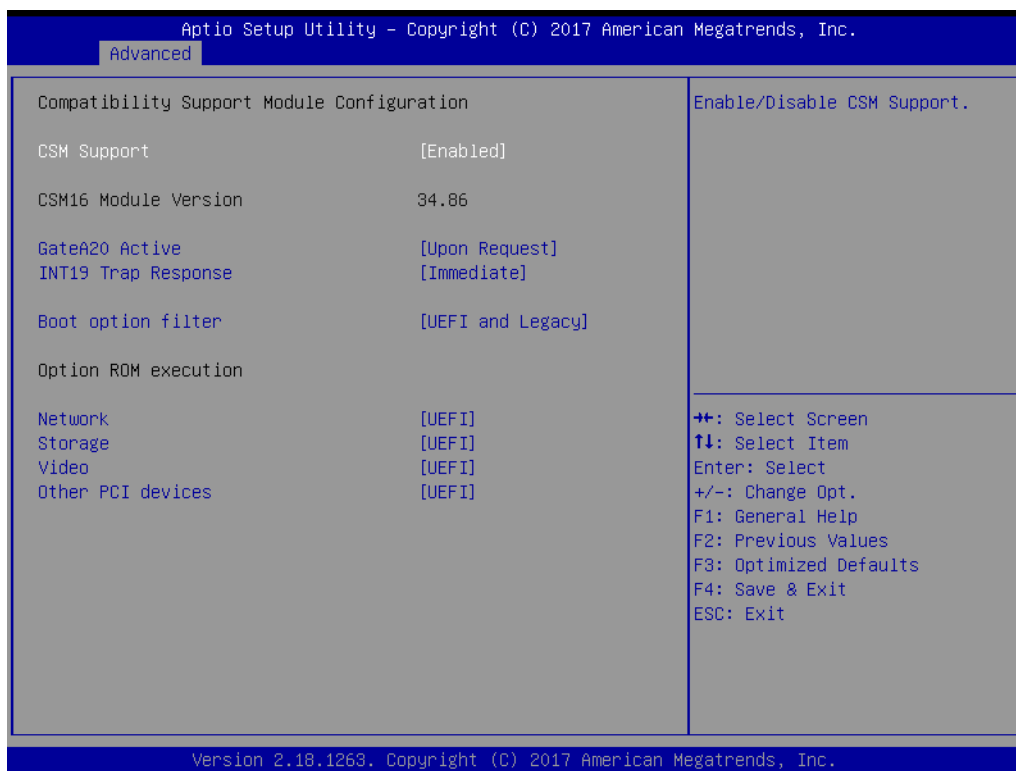 Aptio Setup Utility – Copyright (C) 2017 American Megatrends, Inc.
Advanced
Compatibility Support Module Configuration
CSM Support [Enabled]
CSM16 Module Version 34.86
GateA20 Active [Upon Request]
INT19 Trap Response [Immediate]
Boot option filter [UEFI and Legacy]
Option ROM execution
Network [UEFI]
Storage [UEFI]
Video [UEFI]
Other PCI devices [UEFI]
Enable/Disable CSM Support.
→←: Select Screen
↑↓: Select Item
Enter: Select
+/-: Change Opt.
F1: General Help
F2: Previous Values
F3: Optimized Defaults
F4: Save & Exit
ESC: Exit
Version 2.18.1263. Copyright (C) 2017 American Megatrends, Inc.